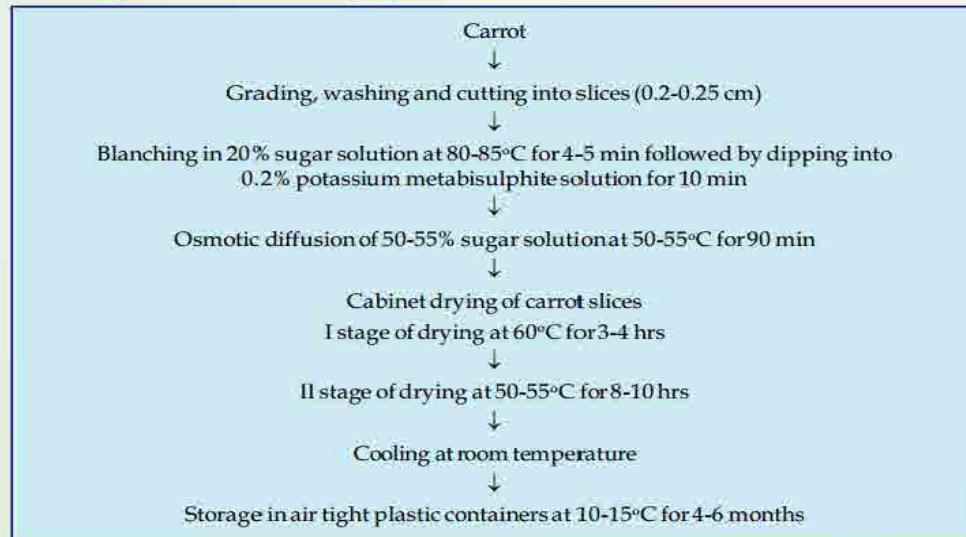 Carrot
↓
Grading, washing and cutting into slices (0.2-0.25 cm)
↓
Blanching in 20% sugar solution at 80-85°C for 4-5 min followed by dipping into
0.2% potassium metabisulphite solution for 10 min
↓
Osmotic diffusion of 50-55% sugar solution at 50-55°C for 90 min
↓
Cabinet drying of carrot slices
I stage of drying at 60°C for 3-4 hrs
↓
II stage of drying at 50-55°C for 8-10 hrs
↓
Cooling at room temperature
↓
Storage in air tight plastic containers at 10-15°C for 4-6 months